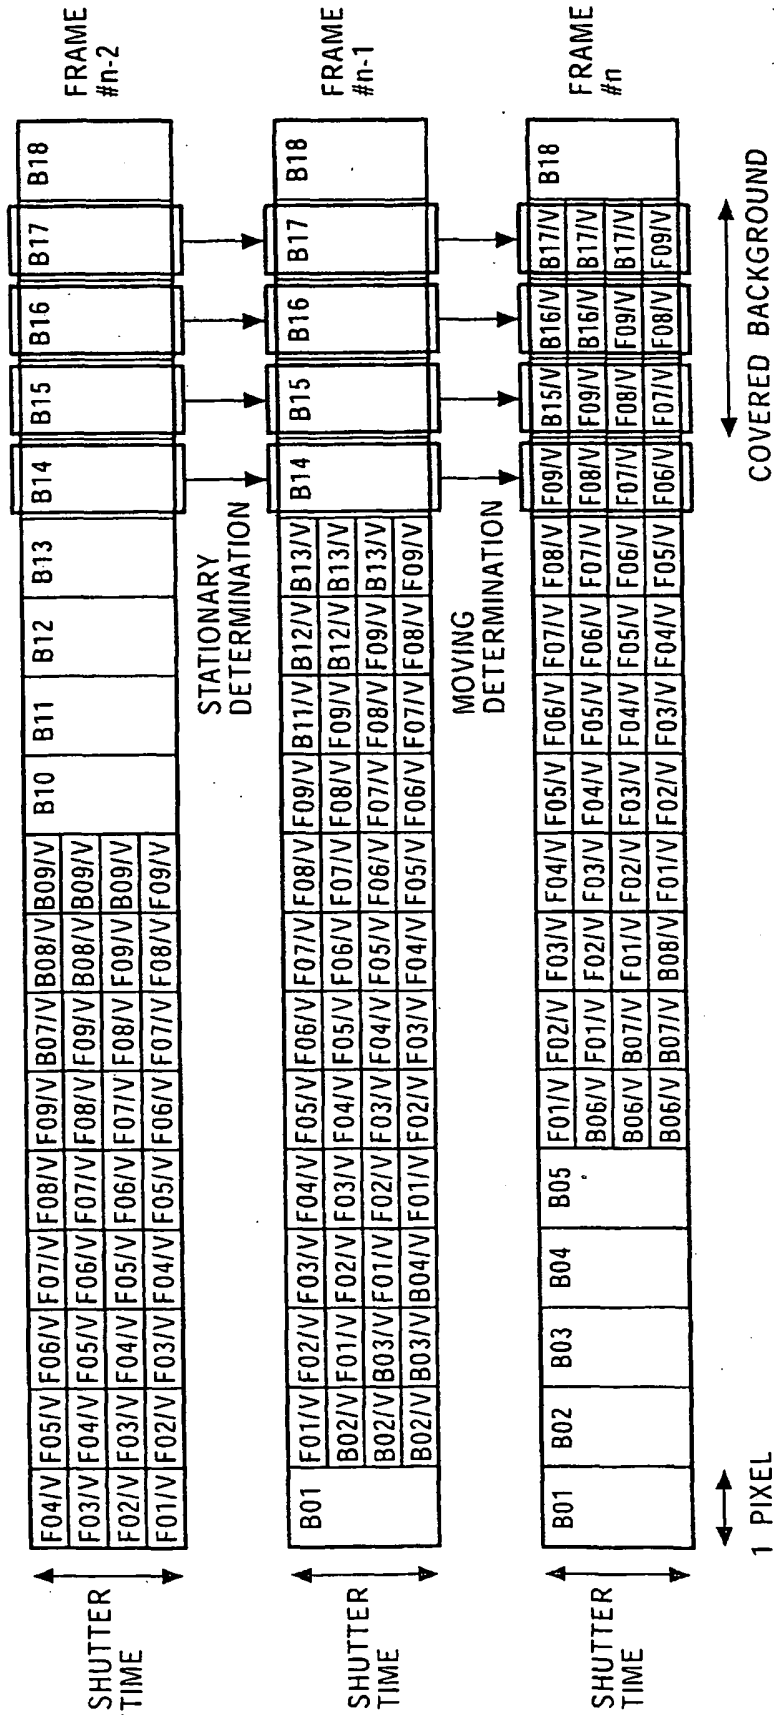 FRAME
#n-2
F04/V F05/V F06/V F07/V F08/V F09/V B07/V B08/V B09/V B10 B11 B12 B13 B14 B15 B16 B17 B18
F03/V F04/V F05/V F06/V F07/V F08/V F09/V B08/V B09/V
F02/V F03/V F04/V F05/V F06/V F07/V F08/V F09/V B09/V
F01/V F02/V F03/V F04/V F05/V F06/V F07/V F08/V F09/V
SHUTTER
TIME
STATIONARY
DETERMINATION
FRAME
#n-1
B01 F01/V F02/V F03/V F04/V F05/V F06/V F07/V F08/V F09/V B11/V B12/V B13/V B14 B15 B16 B17 B18
B02/V F01/V F02/V F03/V F04/V F05/V F06/V F07/V F08/V F09/V B12/V B13/V
B02/V B03/V F01/V F02/V F03/V F04/V F05/V F06/V F07/V F08/V F09/V B13/V
B02/V B03/V B04/V F01/V F02/V F03/V F04/V F05/V F06/V F07/V F08/V F09/V
SHUTTER
TIME
MOVING
DETERMINATION
FRAME
#n
B01 B02 B03 B04 B05 F01/V F02/V F03/V F04/V F05/V F06/V F07/V F08/V F09/V B15/V B16/V B17/V B18
B06/V F01/V F02/V F03/V F04/V F05/V F06/V F07/V F08/V F09/V B16/V B17/V
B06/V B07/V F01/V F02/V F03/V F04/V F05/V F06/V F07/V F08/V F09/V B17/V
B06/V B07/V B08/V F01/V F02/V F03/V F04/V F05/V F06/V F07/V F08/V F09/V
SHUTTER
TIME
1 PIXEL
COVERED BACKGROUND